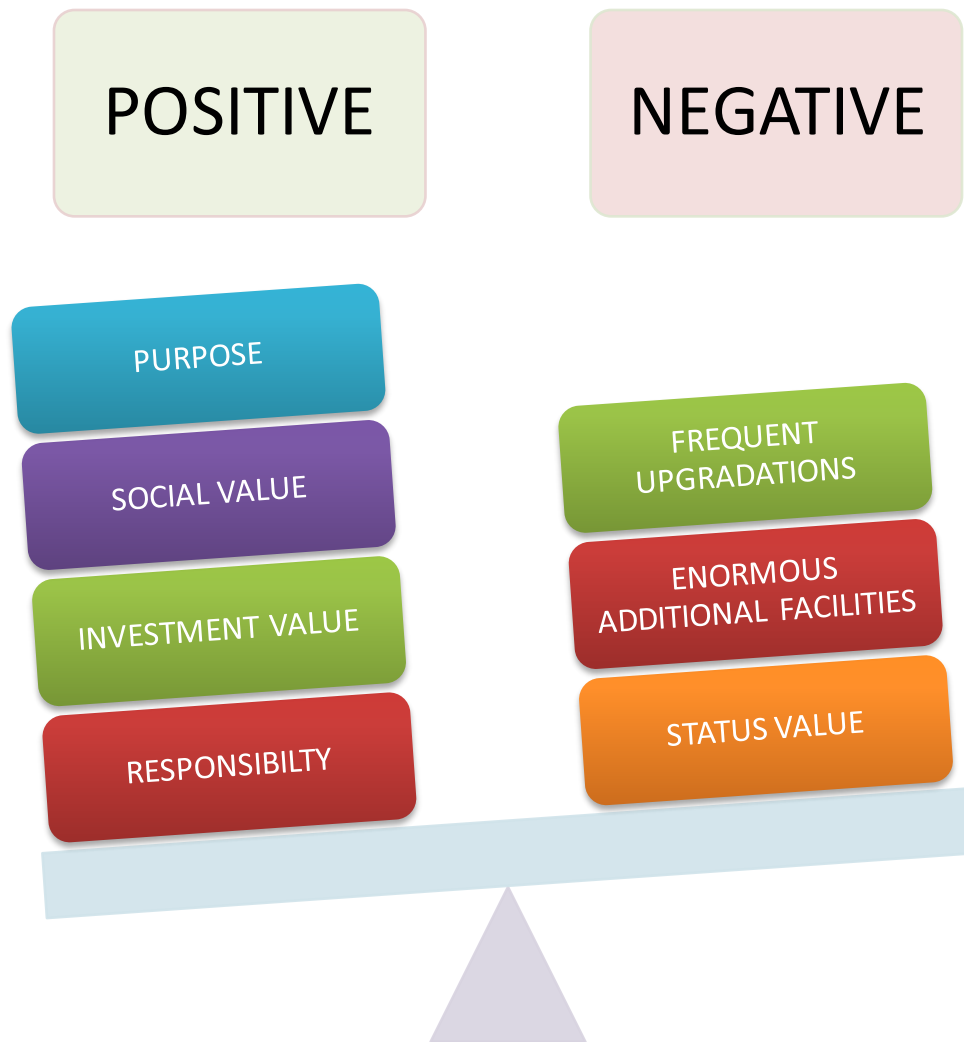 POSITIVE
NEGATIVE
PURPOSE
SOCIAL VALUE
INVESTMENT VALUE
RESPONSIBILTY
FREQUENT
UPGRADATIONS
ENORMOUS
ADDITIONAL FACILITIES
STATUS VALUE